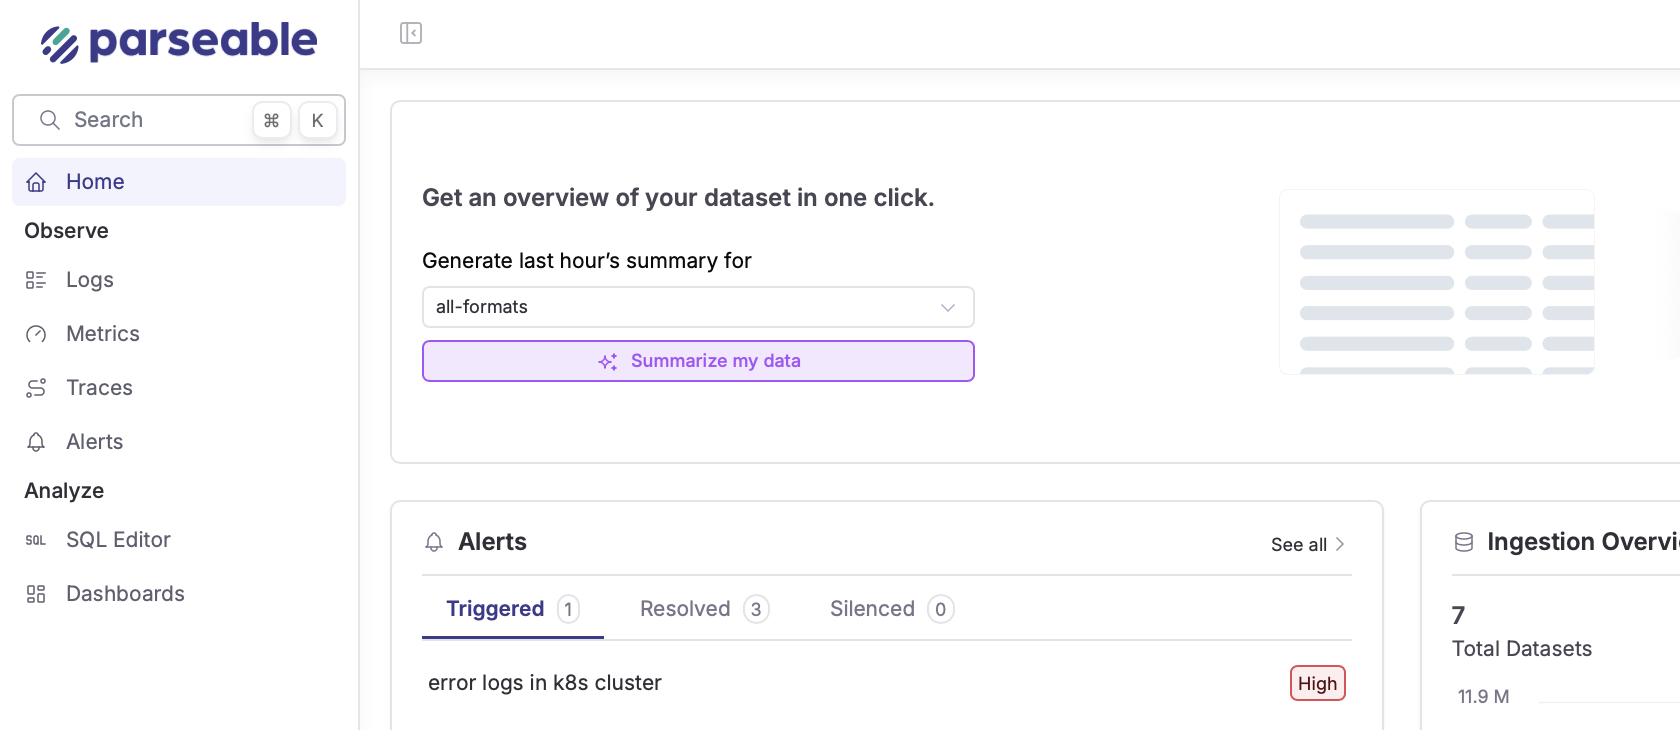 parseable
Search ⌘ K
Home
Observe
Logs
Metrics
Traces
Alerts
Analyze
SQL SQL Editor
Dashboards
Get an overview of your dataset in one click.
Generate last hour’s summary for
all-formats
Summarize my data
Alerts
See all
Triggered 1
Resolved 3
Silenced 0
error logs in k8s cluster
High
Ingestion Overvi
7
Total Datasets
11.9 M